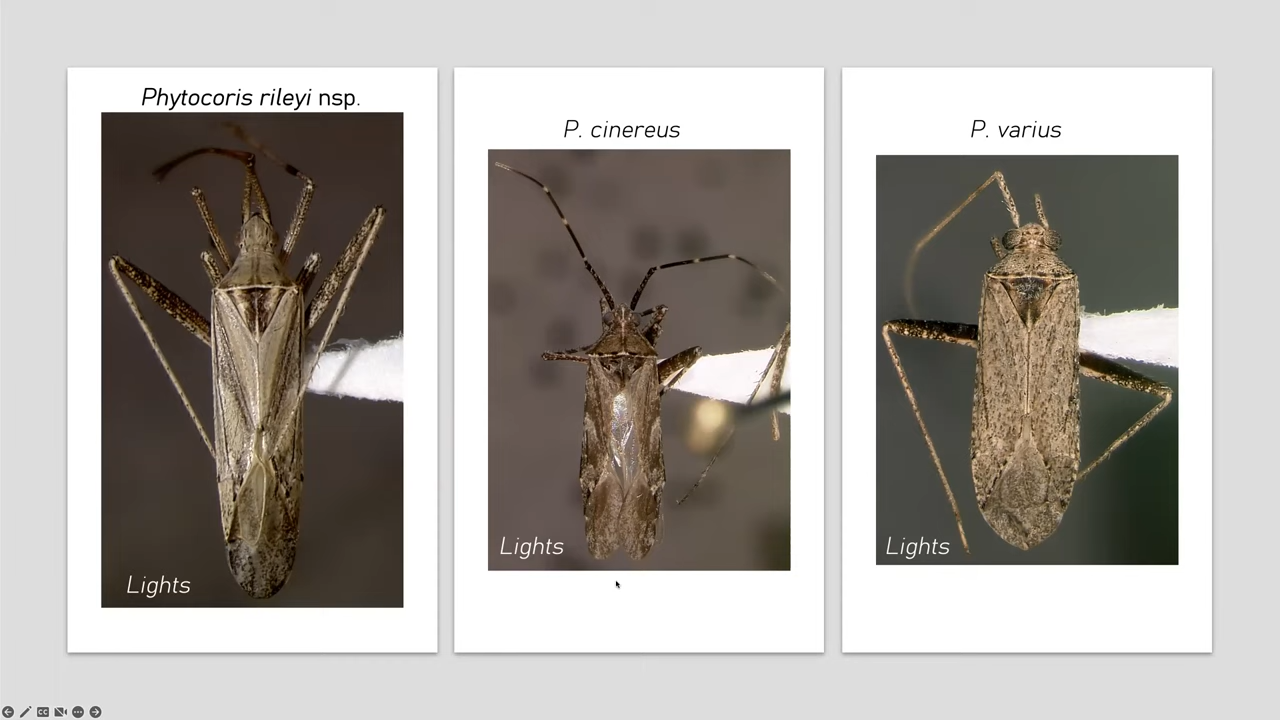 Phytocoris rileyi nsp.
Lights
P. cinereus
Lights
P. varius
Lights